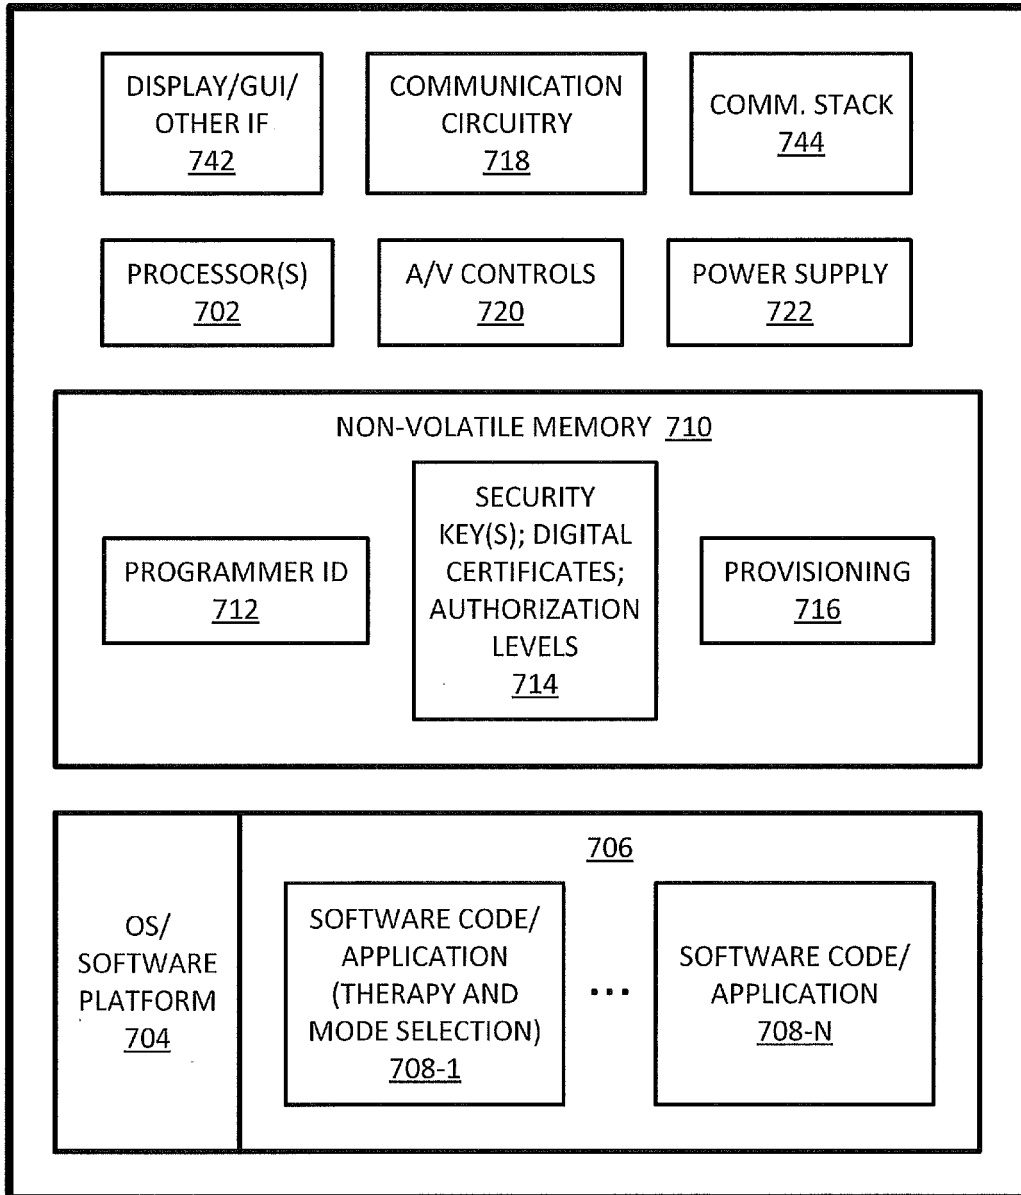 DISPLAY/GUI/
OTHER IF
742
COMMUNICATION
CIRCUITRY
718
COMM. STACK
744
PROCESSOR(S)
702
A/V CONTROLS
720
POWER SUPPLY
722
NON-VOLATILE MEMORY 710
PROGRAMMER ID
712
SECURITY
KEY(S); DIGITAL
CERTIFICATES;
AUTHORIZATION
LEVELS
714
PROVISIONING
716
OS/
SOFTWARE
PLATFORM
704
706
SOFTWARE CODE/
APPLICATION
(THERAPY AND
MODE SELECTION)
708-1
...
SOFTWARE CODE/
APPLICATION
708-N